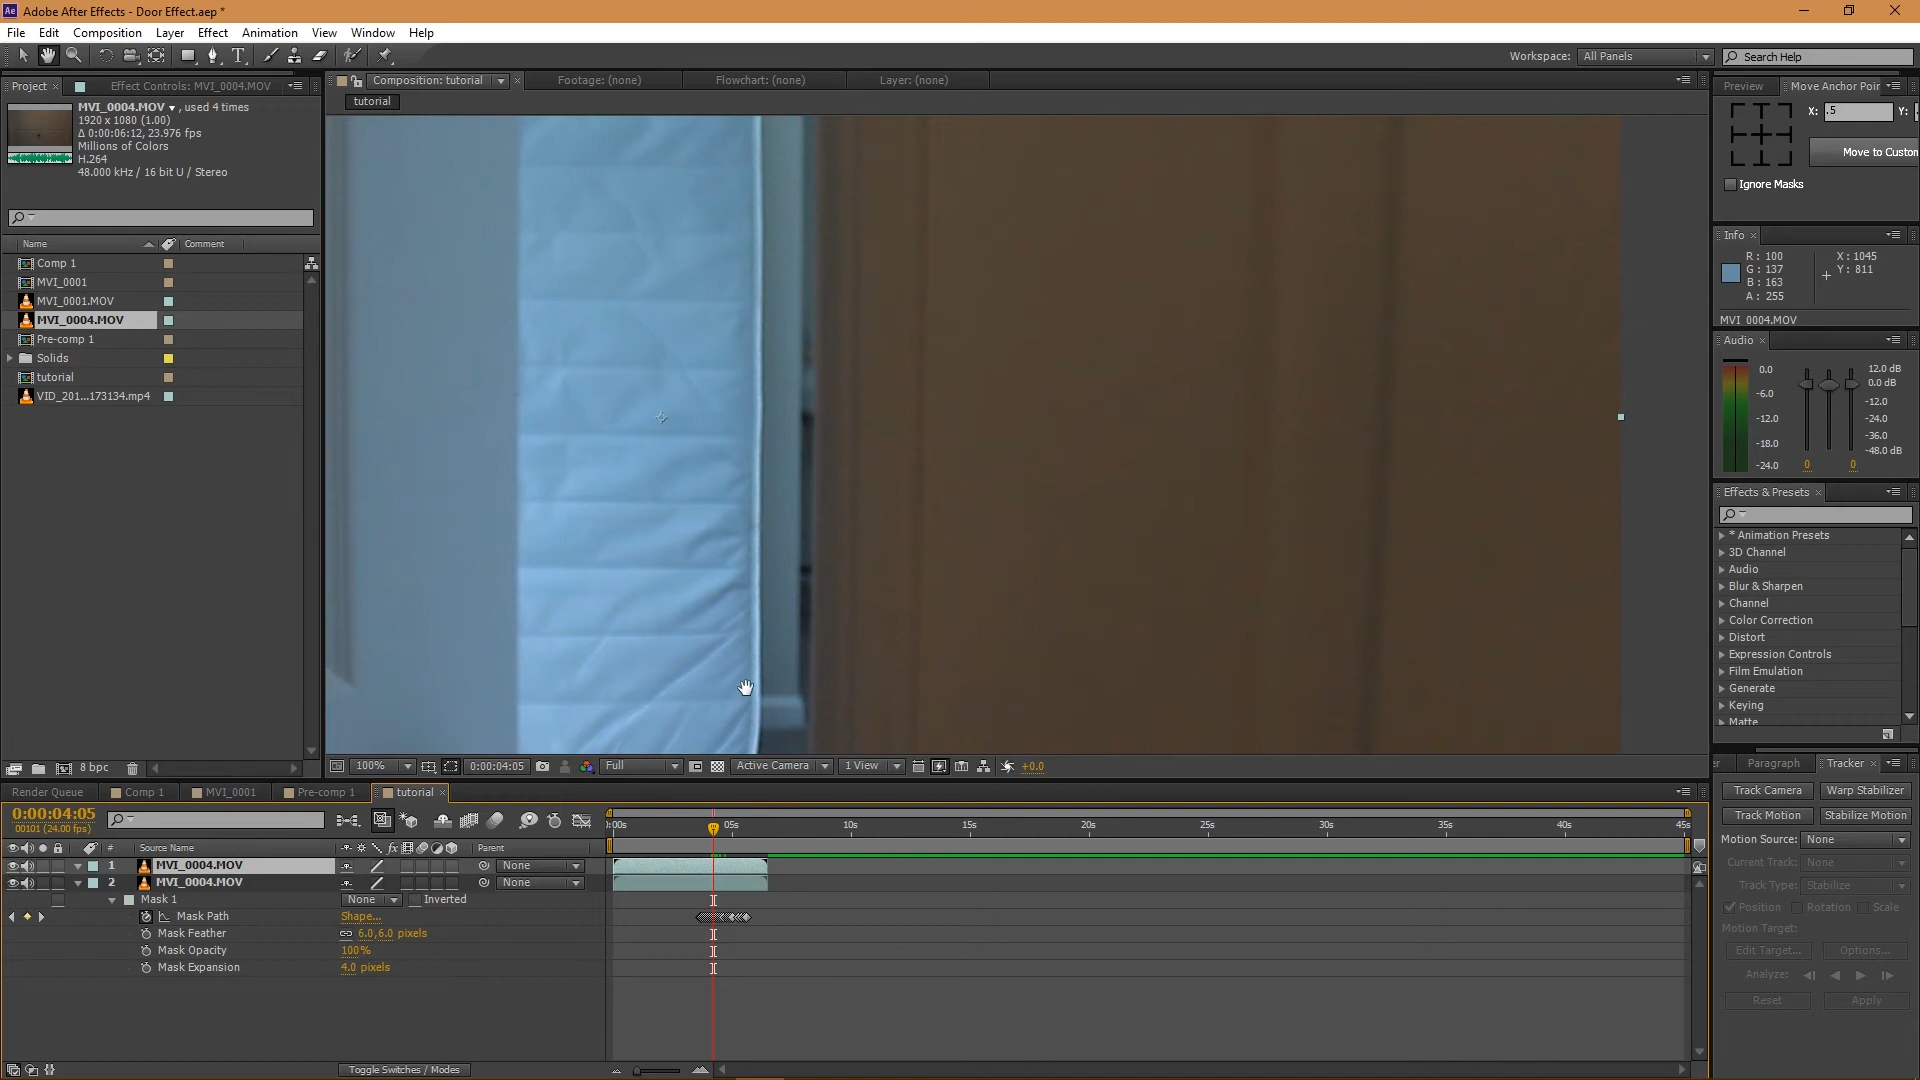 Adobe After Effects - Door Effect.aep *
File Edit Composition Layer Effect Animation View Window Help
Workspace: All Panels Search Help
Project × Effect Controls: MVI_0004.MOV
MVI_0004.MOV , used 4 times
1920 x 1080 (1.00)
Δ 0:00:06:12, 23.976 fps
Millions of Colors
H.264
48.000 kHz / 16 bit U / Stereo
Name Comment
Comp 1
MVI_0001
MVI_0001.MOV
MVI_0004.MOV
Pre-comp 1
Solids
tutorial
VID_201...173134.mp4
8 bpc
Composition: tutorial × Footage: (none) Flowchart: (none) Layer: (none)
tutorial
100% 0:00:04:05 Full Active Camera 1 View +0.0
Preview Move Anchor Poir
X: .5 Y:
Move to Custon
Ignore Masks
Info ×
R: 100 X: 1045
G: 137 Y: 811
B: 163
A: 255
MVI_0004.MOV
Audio ×
0.0 12.0 dB
0.0 dB
-6.0 -12.0
-12.0 -24.0
-36.0
-18.0 -48.0 dB
-24.0 0 0
Effects & Presets ×
* Animation Presets
3D Channel
Audio
Blur & Sharpen
Channel
Color Correction
Distort
Expression Controls
Film Emulation
Generate
Keying
Matte
er Paragraph Tracker ×
Track Camera Warp Stabilizer
Track Motion Stabilize Motion
Motion Source: None
Current Track: None
Track Type: Stabilize
Position Rotation Scale
Motion Target:
Edit Target... Options...
Analyze:
Reset Apply
Render Queue Comp 1 MVI_0001 Pre-comp 1 tutorial ×
0:00:04:05
00101 (24.00 fps)
):00s 05s 10s 15s 20s 25s 30s 35s 40s 45s
# Source Name fx Parent
1 MVI_0004.MOV None
2 MVI_0004.MOV None
Mask 1 None Inverted
Mask Path Shape...
Mask Feather 6.0,6.0 pixels
Mask Opacity 100%
Mask Expansion 4.0 pixels
Toggle Switches / Modes